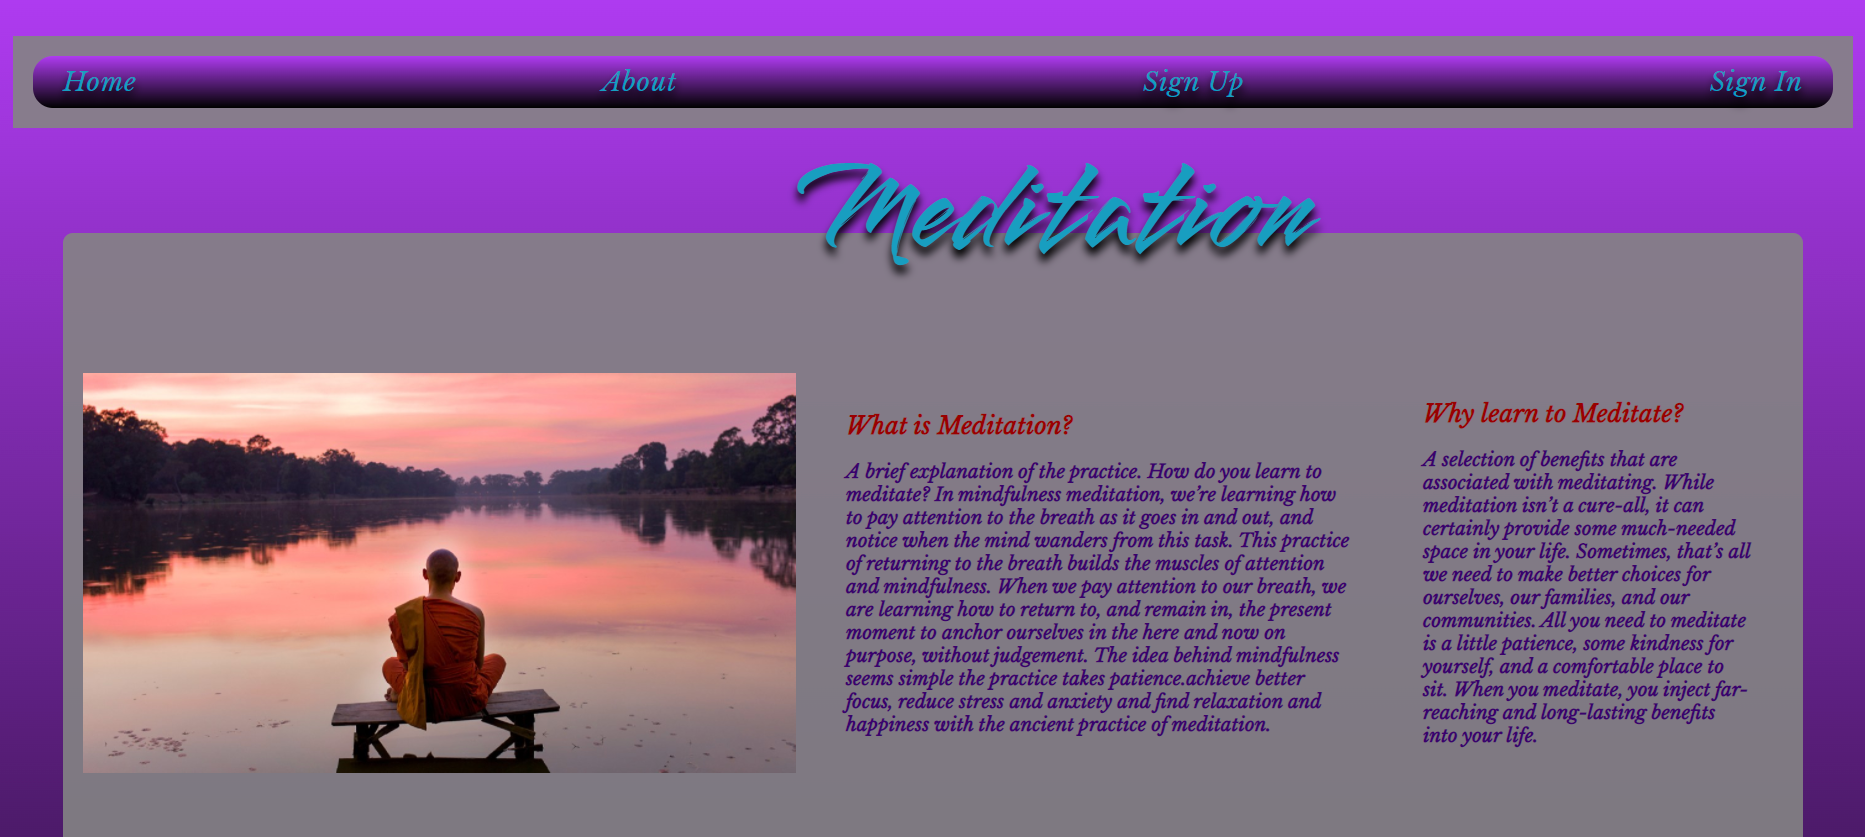 Home About Sign Up Sign In
Meditation
What is Meditation?
A brief explanation of the practice. How do you learn to
meditate? In mindfulness meditation, we’re learning how
to pay attention to the breath as it goes in and out, and
notice when the mind wanders from this task. This practice
of returning to the breath builds the muscles of attention
and mindfulness. When we pay attention to our breath, we
are learning how to return to, and remain in, the present
moment to anchor ourselves in the here and now on
purpose, without judgement. The idea behind mindfulness
seems simple the practice takes patience.achieve better
focus, reduce stress and anxiety and find relaxation and
happiness with the ancient practice of meditation.
Why learn to Meditate?
A selection of benefits that are
associated with meditating. While
meditation isn’t a cure-all, it can
certainly provide some much-needed
space in your life. Sometimes, that’s all
we need to make better choices for
ourselves, our families, and our
communities. All you need to meditate
is a little patience, some kindness for
yourself, and a comfortable place to
sit. When you meditate, you inject far-
reaching and long-lasting benefits
into your life.